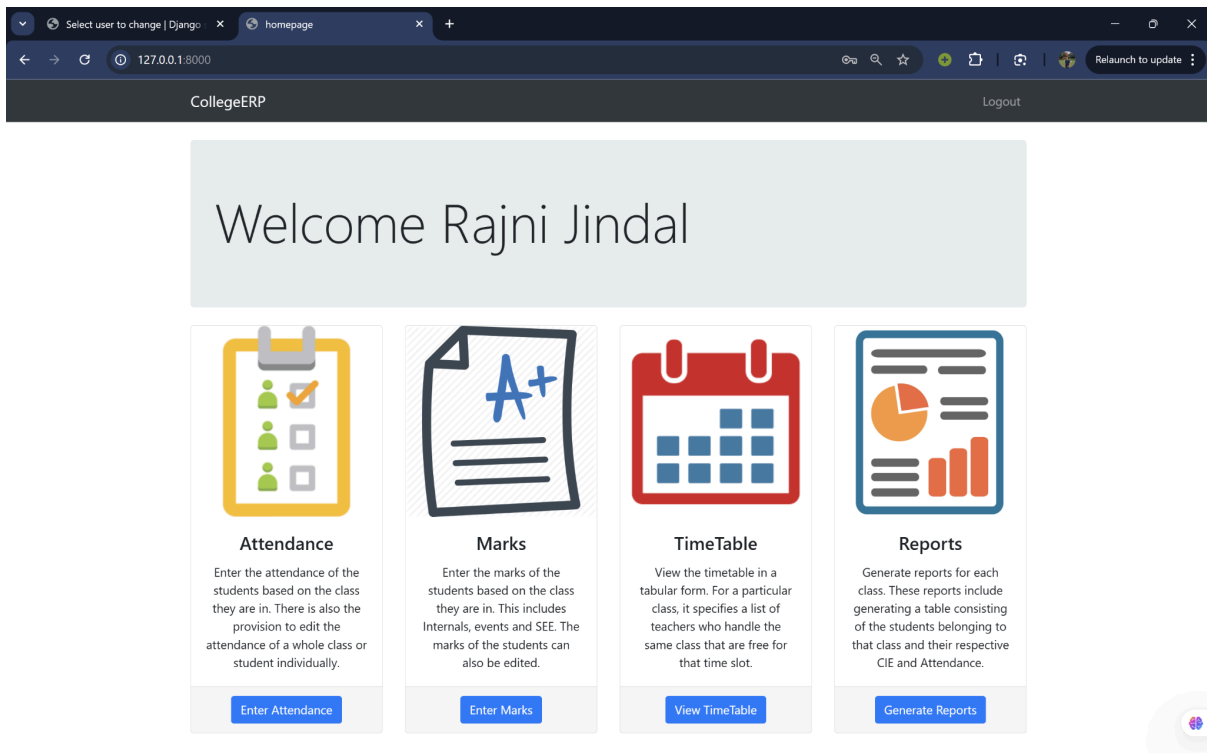 Select user to change | Django
homepage
127.0.0.1:8000
Relaunch to update
CollegeERP
Logout
Welcome Rajni Jindal
A+
Attendance
Enter the attendance of the
students based on the class
they are in. There is also the
provision to edit the
attendance of a whole class or
student individually.
Enter Attendance
Marks
Enter the marks of the
students based on the class
they are in. This includes
Internals, events and SEE. The
marks of the students can
also be edited.
Enter Marks
TimeTable
View the timetable in a
tabular form. For a particular
class, it specifies a list of
teachers who handle the
same class that are free for
that time slot.
View TimeTable
Reports
Generate reports for each
class. These reports include
generating a table consisting
of the students belonging to
that class and their respective
CIE and Attendance.
Generate Reports